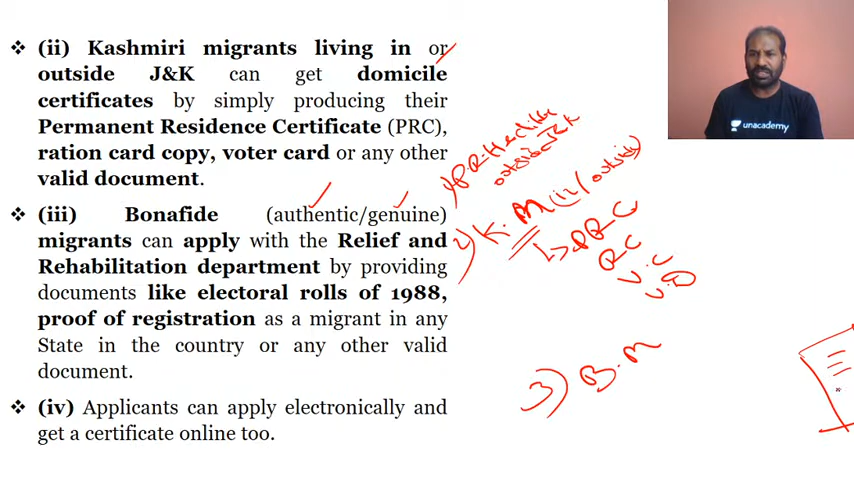 ❖ (ii) Kashmiri migrants living in or
outside J&K can get domicile
certificates by simply producing their
Permanent Residence Certificate (PRC),
ration card copy, voter card or any other
valid document.
❖ (iii) Bonafide (authentic/genuine)
migrants can apply with the Relief and
Rehabilitation department by providing
documents like electoral rolls of 1988,
proof of registration as a migrant in any
State in the country or any other valid
document.
❖ (iv) Applicants can apply electronically and
get a certificate online too.
unacademy
outside J&K
2) K.M (in/outside)
PRC
RC
V.C
V.D
3) B.M